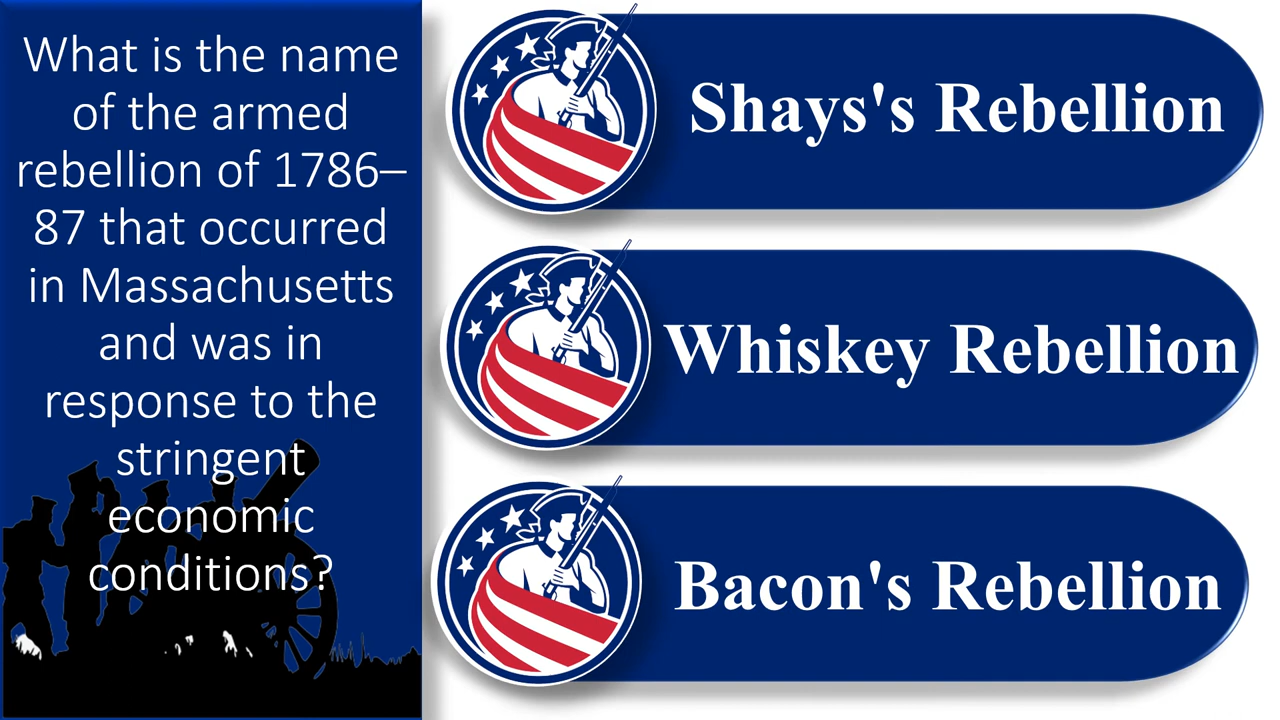 What is the name
of the armed
rebellion of 1786–
87 that occurred
in Massachusetts
and was in
response to the
stringent
economic
conditions?
Shays's Rebellion
Whiskey Rebellion
Bacon's Rebellion